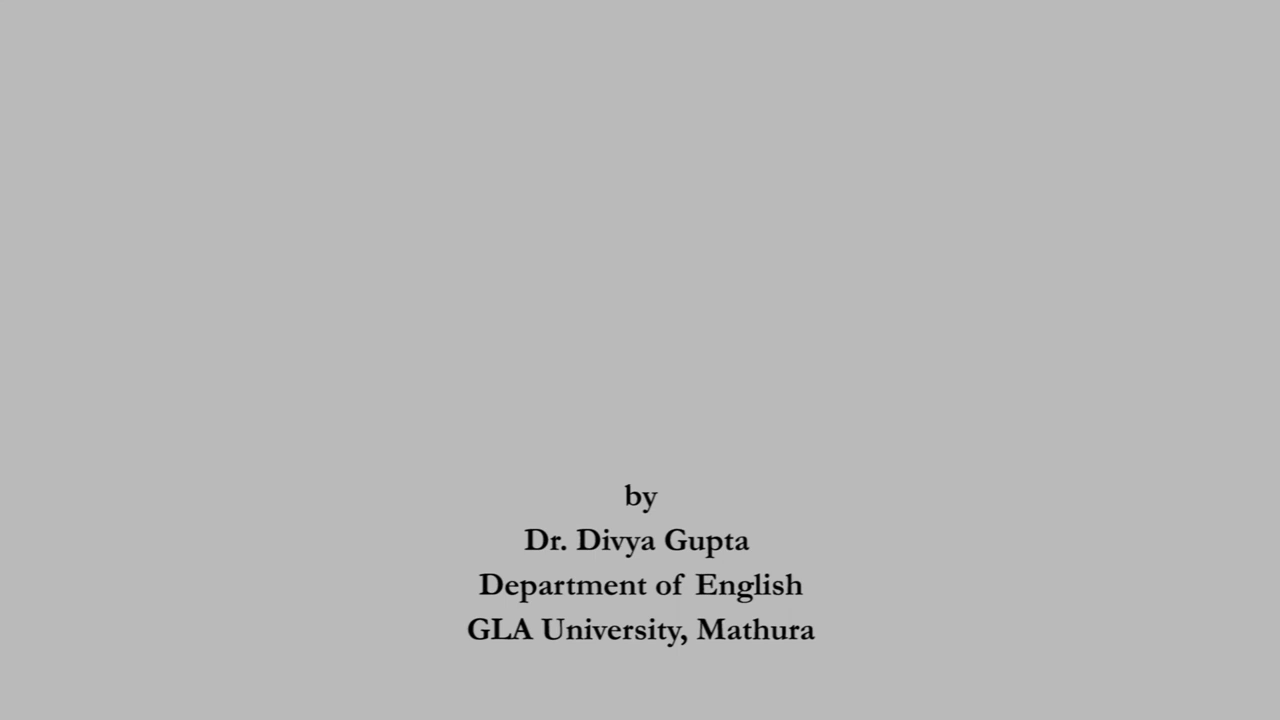 by
Dr. Divya Gupta
Department of English
GLA University, Mathura